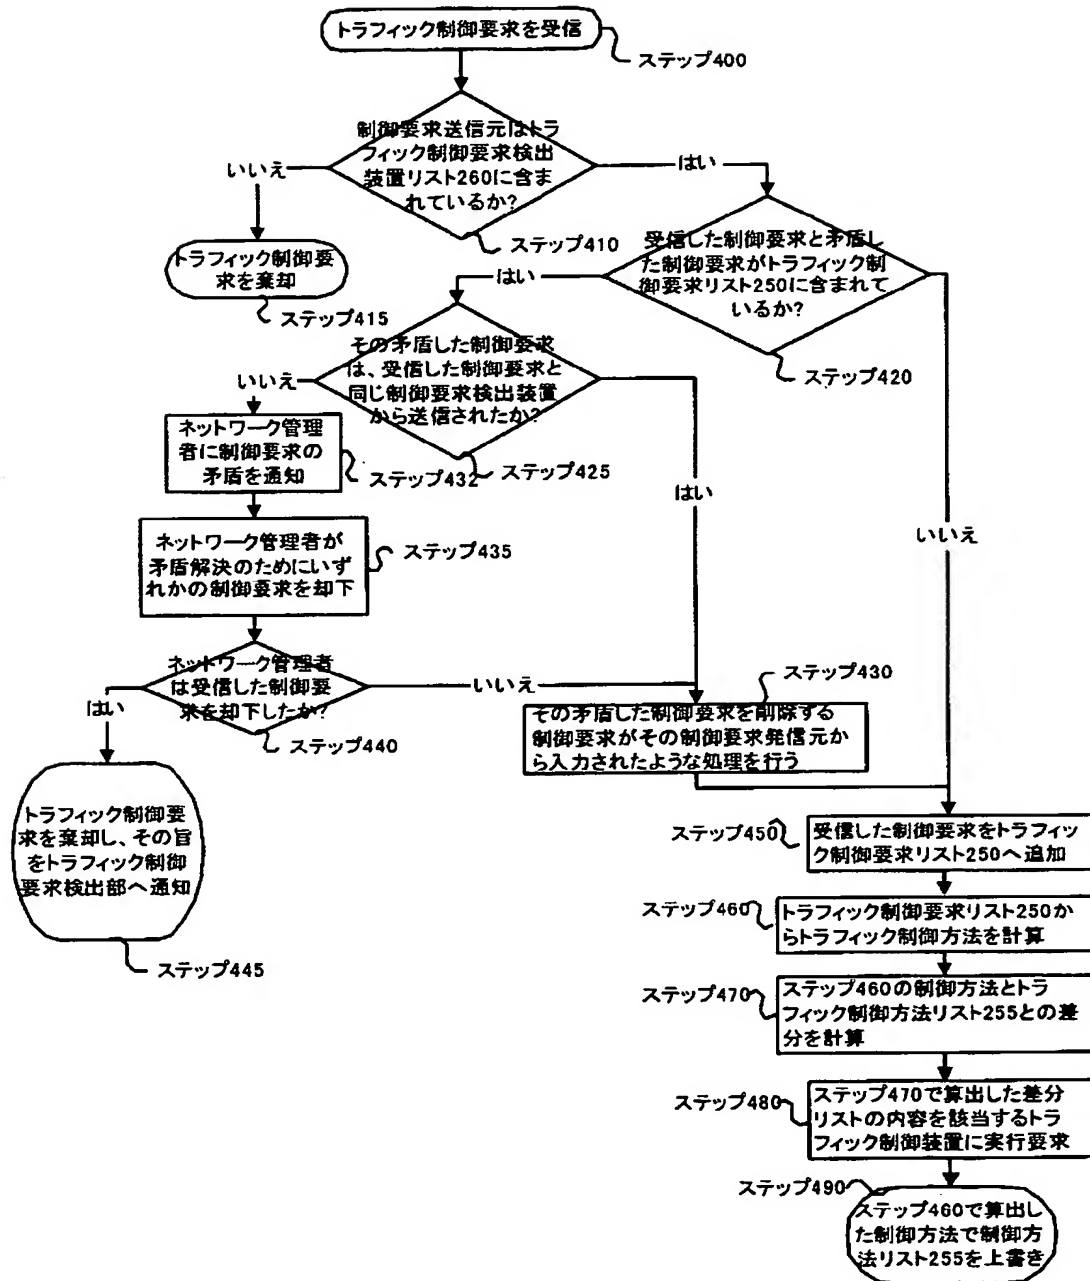 トラフィック制御要求を受信
ステップ400
制御要求送信元はトラ
フィック制御要求検出
装置リスト260に含ま
れているか?
いいえ
はい
ステップ410
トラフィック制御要
求を棄却
ステップ415
受信した制御要求と矛盾し
た制御要求がトラフィック制
御要求リスト250に含まれて
いるか?
はい
ステップ420
その矛盾した制御要求
は、受信した制御要求と
同じ制御要求検出装置
から送信されたか?
いいえ
ステップ425
はい
いいえ
ネットワーク管理
者に制御要求の
矛盾を通知
ステップ432
ネットワーク管理者が
矛盾解決のためにいず
れかの制御要求を却下
ステップ435
ネットワーク管理者
は受信した制御要
求を却下したか?
はい
いいえ
ステップ440
ステップ430
その矛盾した制御要求を削除する
制御要求がその制御要求発信元か
ら入力されたような処理を行う
トラフィック制御要
求を棄却し、その旨
をトラフィック制御
要求検出部へ通知
ステップ445
ステップ450
受信した制御要求をトラフィッ
ク制御要求リスト250へ追加
ステップ460
トラフィック制御要求リスト250か
らトラフィック制御方法を計算
ステップ470
ステップ460の制御方法とトラ
フィック制御方法リスト255との差
分を計算
ステップ480
ステップ470で算出した差分
リストの内容を該当するトラ
フィック制御装置に実行要求
ステップ490
ステップ460で算出し
た制御方法で制御方
法リスト255を上書き